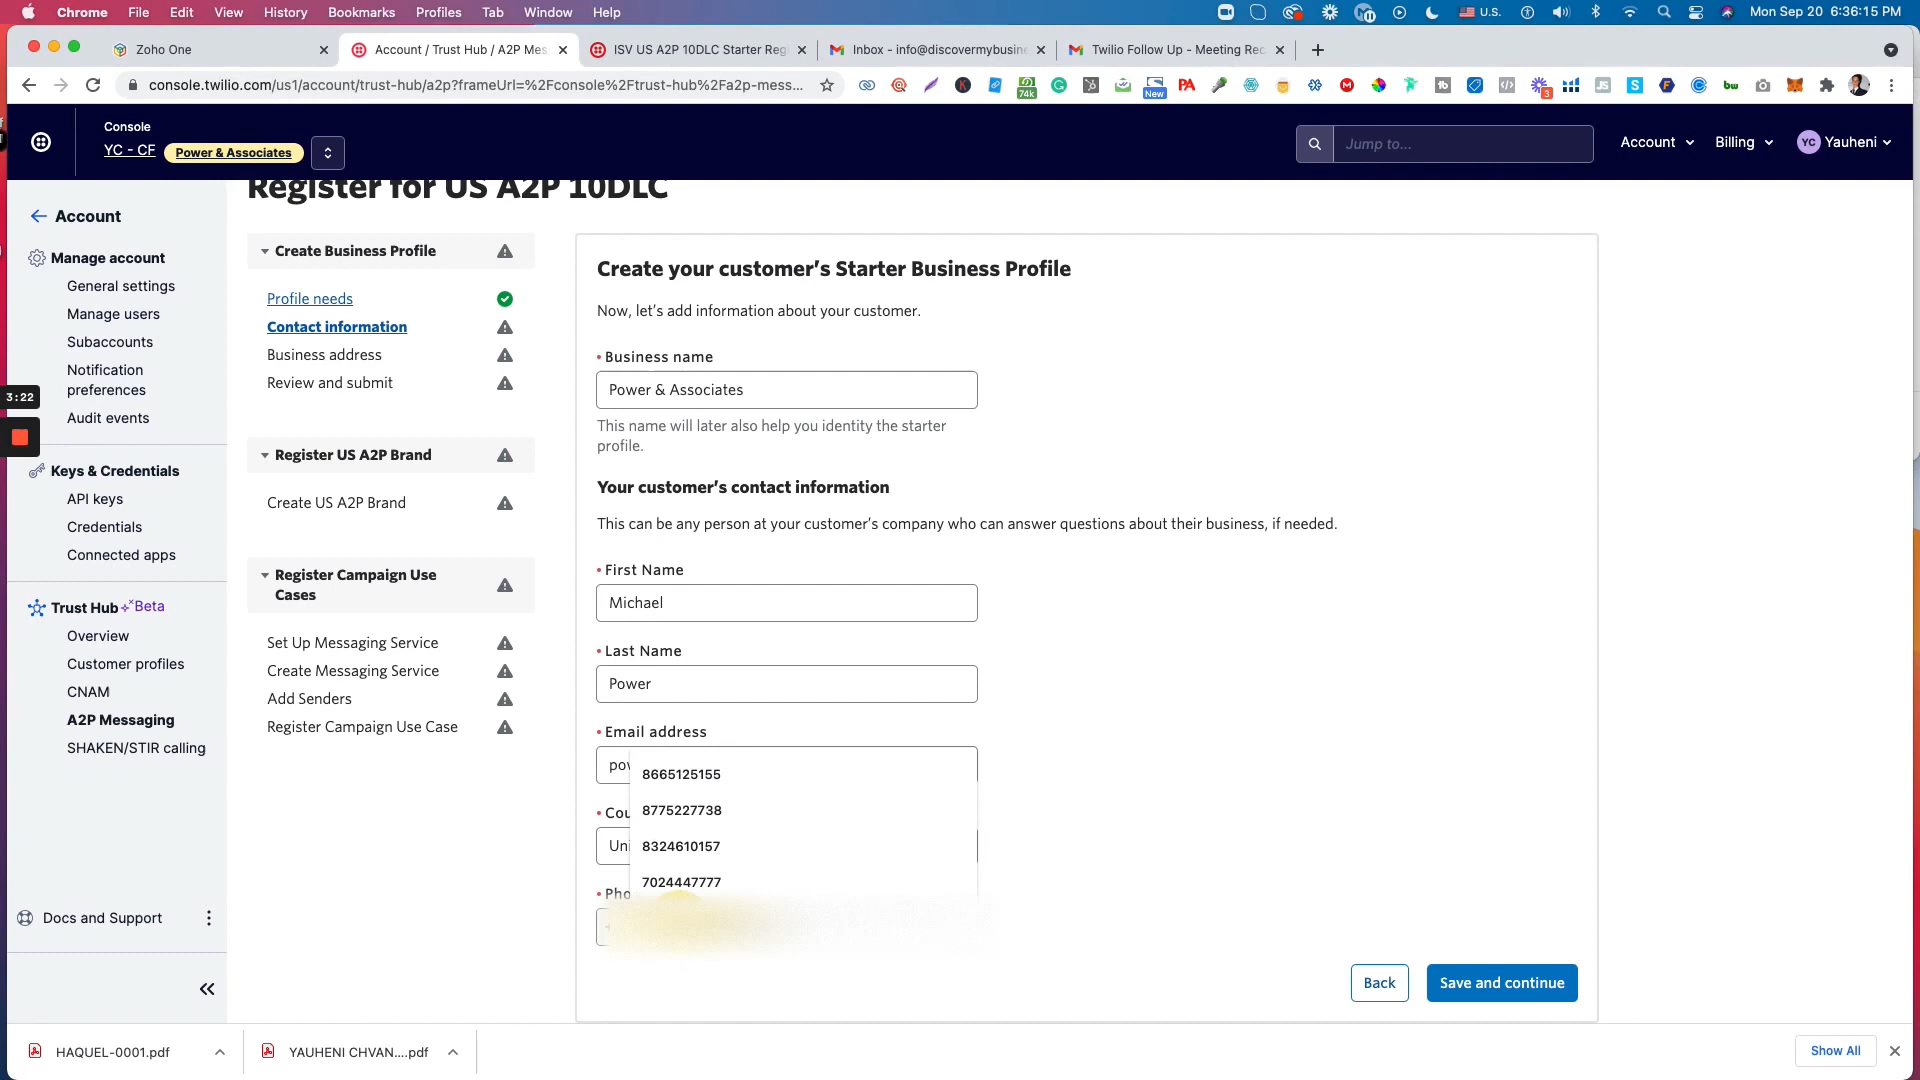 Chrome File Edit View History Bookmarks Profiles Tab Window Help U.S. Mon Sep 20 6:36:15 PM
Zoho One Account / Trust Hub / A2P Mes ISV US A2P 10DLC Starter Reg Inbox - info@discovermybusine Twilio Follow Up - Meeting Rec
console.twilio.com/us1/account/trust-hub/a2p?frameUrl=%2Fconsole%2Ftrust-hub%2Fa2p-mess... 74k New PA 3 bw
Console
YC - CF Power & Associates
Jump to...
Account Billing YC Yauheni
Register for US A2P 10DLC
Account
Manage account
General settings
Manage users
Subaccounts
Notification
preferences
Audit events
3:22
Keys & Credentials
API keys
Credentials
Connected apps
Trust Hub Beta
Overview
Customer profiles
CNAM
A2P Messaging
SHAKEN/STIR calling
Docs and Support
Create Business Profile
Profile needs
Contact information
Business address
Review and submit
Register US A2P Brand
Create US A2P Brand
Register Campaign Use
Cases
Set Up Messaging Service
Create Messaging Service
Add Senders
Register Campaign Use Case
Create your customer's Starter Business Profile
Now, let's add information about your customer.
• Business name
Power & Associates
This name will later also help you identity the starter
profile.
Your customer's contact information
This can be any person at your customer's company who can answer questions about their business, if needed.
• First Name
Michael
• Last Name
Power
• Email address
8665125155
8775227738
8324610157
7024447777
Back Save and continue
HAQUEL-0001.pdf YAUHENI CHVAN....pdf Show All